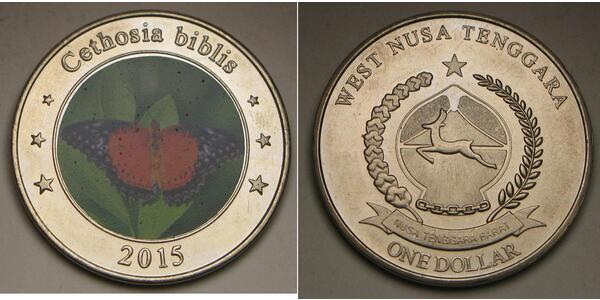 Cethosia biblis
2015
WEST NUSA TENGGARA
NUSA TENGGARA BARAT
ONE DOLLAR